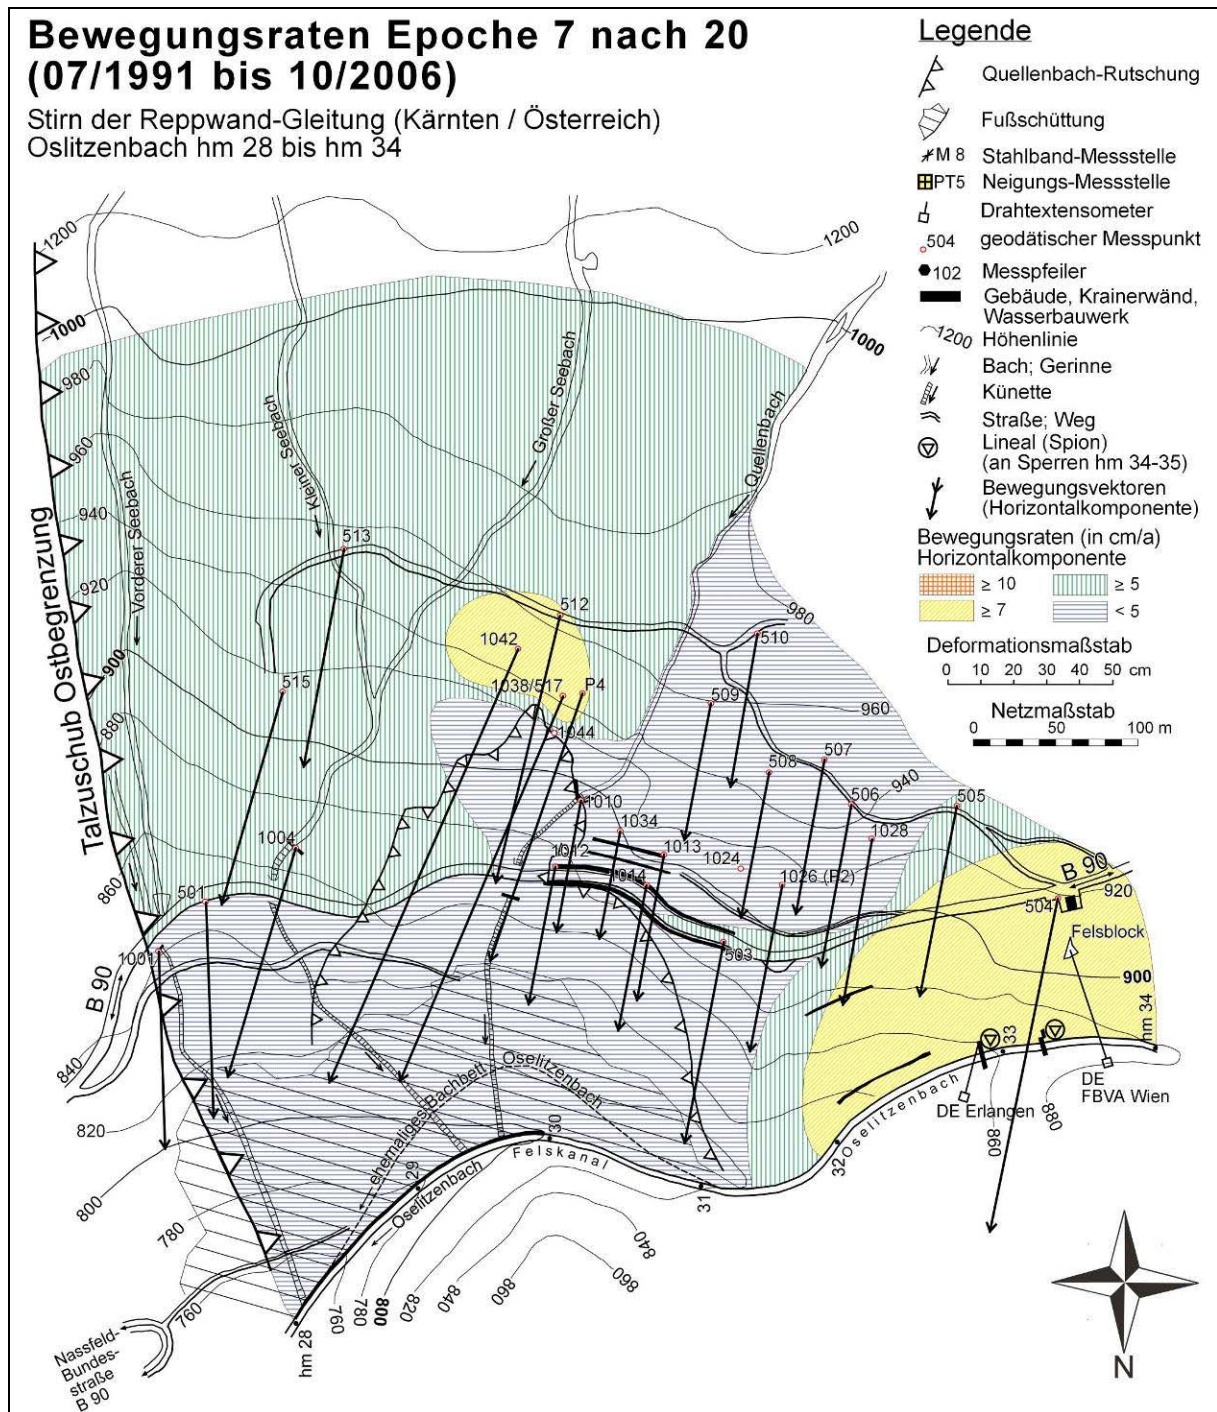 Bewegungsraten Epoche 7 nach 20
(07/1991 bis 10/2006)
Stirn der Reppwand-Gleitung (Kärnten / Österreich)
Oslitzenbach hm 28 bis hm 34
Legende
Quellenbach-Rutschung
Fußschüttung
M 8 Stahlband-Messstelle
PT5 Neigungs-Messstelle
Drahtextensometer
504 geodätischer Messpunkt
102 Messpfeiler
Gebäude, Krainerwänd,
Wasserbauwerk
1200 Höhenlinie
Bach; Gerinne
Künette
Straße; Weg
Lineal (Spion)
(an Sperren hm 34-35)
Bewegungsvektoren
(Horizontalkomponente)
Bewegungsraten (in cm/a)
Horizontalkomponente
≥ 10 ≥ 5
≥ 7 < 5
Deformationsmaßstab
0 10 20 30 40 50 cm
Netzmaßstab
0 50 100 m
1200
1200
1000
1000
980
960
940
920
900
880
860
840
820
800
780
760
Talzuschub Ostbegrenzung
Vorderer Seebach
Kleiner Seebach
Großer Seebach
Quellenbach
513
512
1042
515
1038/517
P4
1044
510
980
509
960
508
507
506
940
505
1028
1010
1034
1004
1012
1013
1024
1014
1026 (P2)
501
503
1001
B 90
B 90
920
504
Felsblock
900
hm 34
33
DE
FBVA Wien
DE Erlangen
880
860
Oselitzenbach
32
31
30
29
Felskanal
Oselitzenbach
ehemaliges Bachbett
Oselitzenbach
hm 28
760
780
800
820
840
860
860
840
Nassfeld-
Bundes-
straße
B 90
N